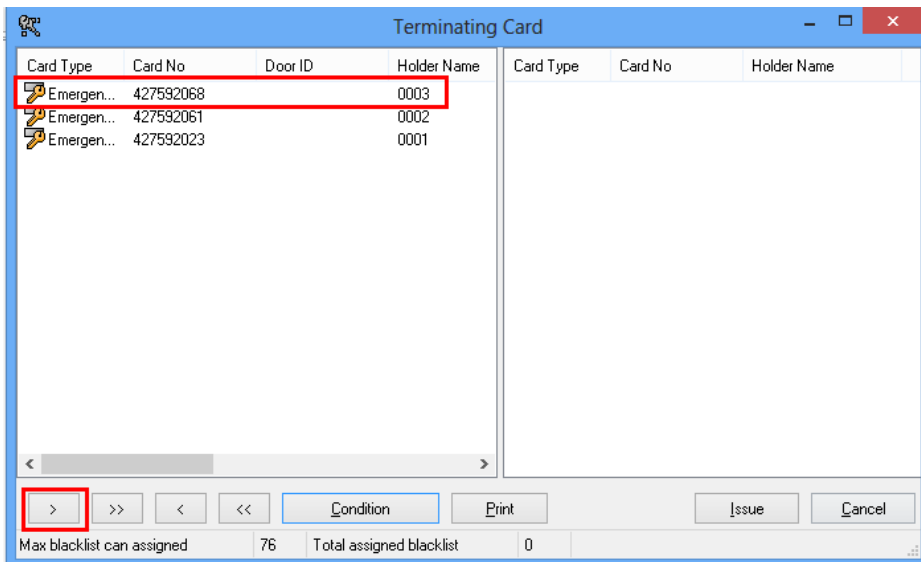 Terminating Card
Card Type Card No Door ID Holder Name Card Type Card No Holder Name
Emergen... 427592068 0003
Emergen... 427592061 0002
Emergen... 427592023 0001
> >> < << Condition Print Issue Cancel
Max blacklist can assigned 76 Total assigned blacklist 0